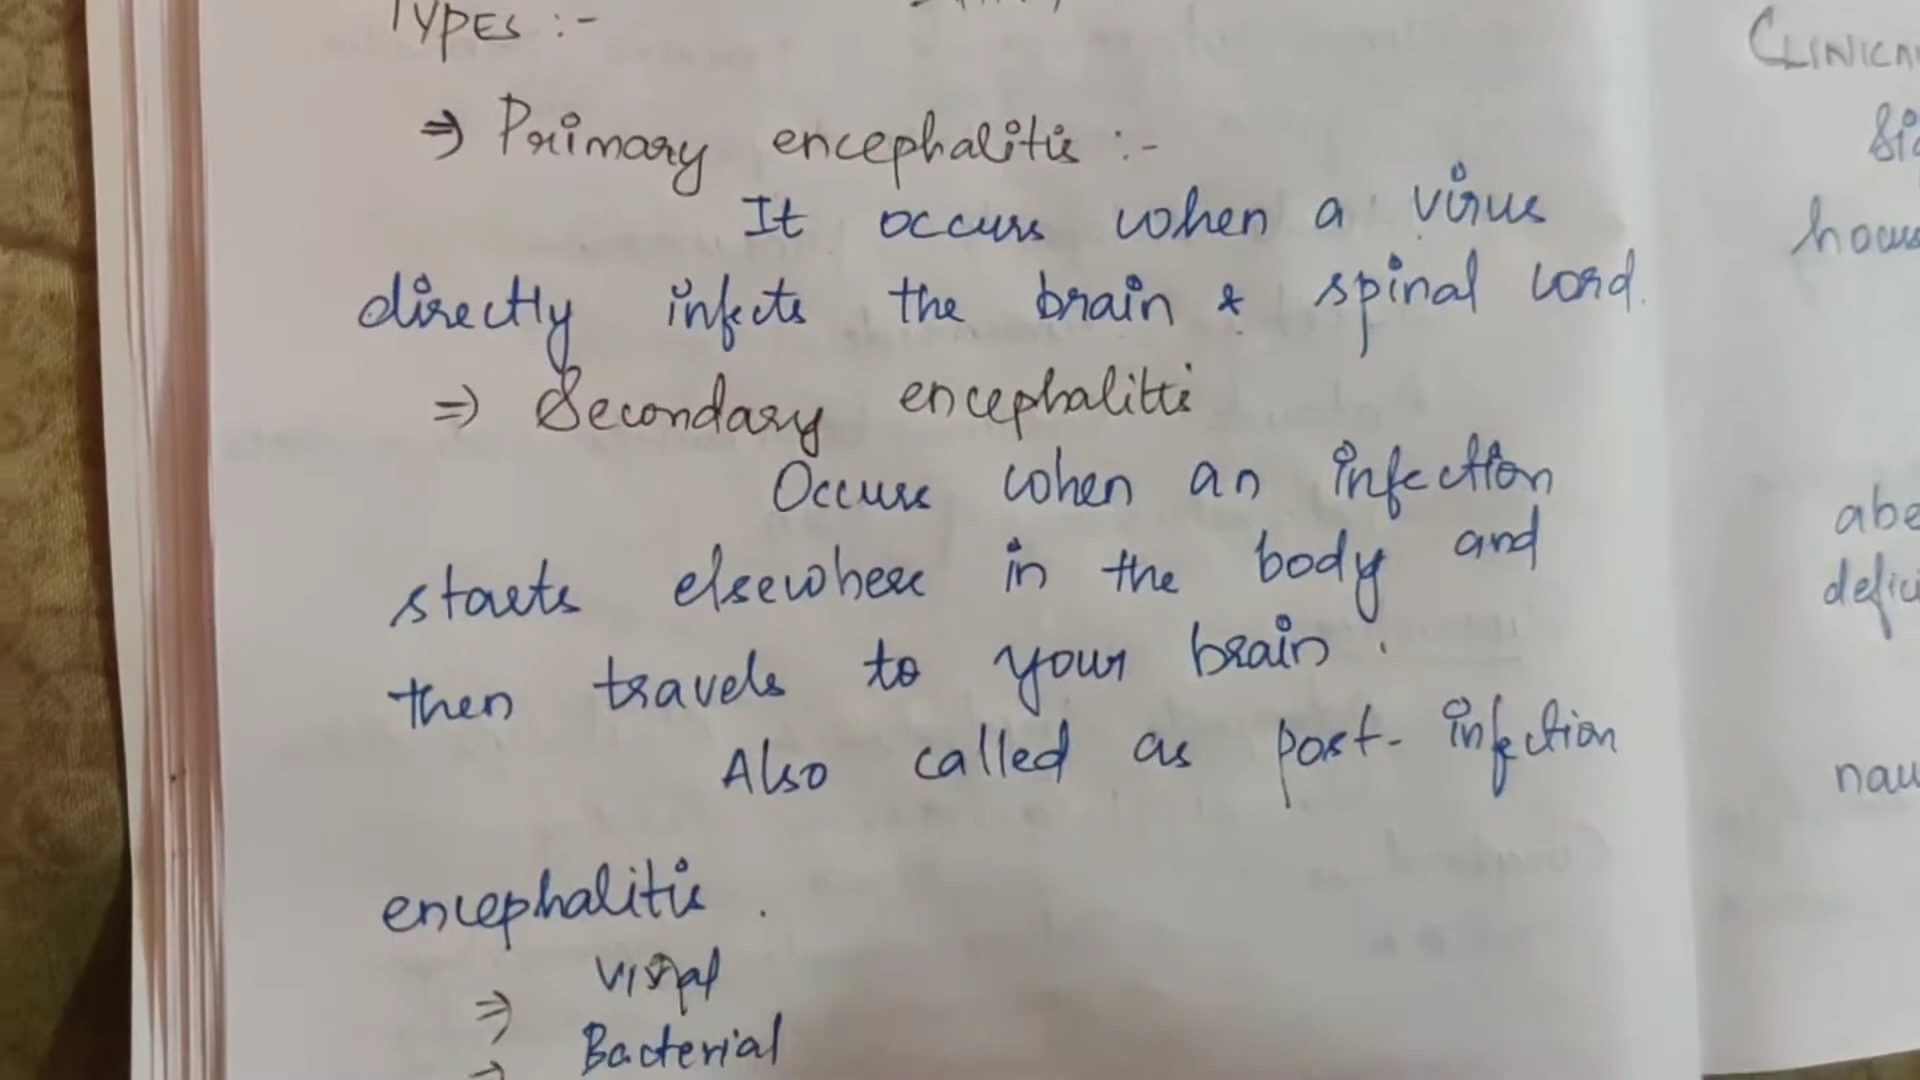 TYPES :-
⇒ Primary encephalitis :-
It occurs when a virus
directly infects the brain & spinal cord.
⇒ Secondary encephalitis
Occurs when an infection
starts elsewhere in the body and
then travels to your brain.
Also called as post-infection
encephalitis.
⇒ Viral
⇒ Bacterial
CLINICA
hours
abe
defici
nau